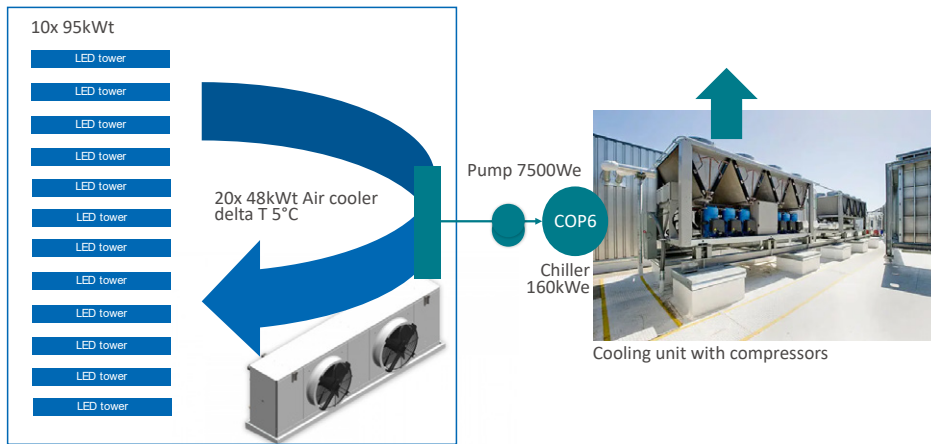 10x 95kWt
LED tower
LED tower
LED tower
LED tower
LED tower
LED tower
LED tower
LED tower
LED tower
LED tower
LED tower
LED tower
20x 48kWt Air cooler
delta T 5°C
Pump 7500We
COP6
Chiller
160kWe
Cooling unit with compressors